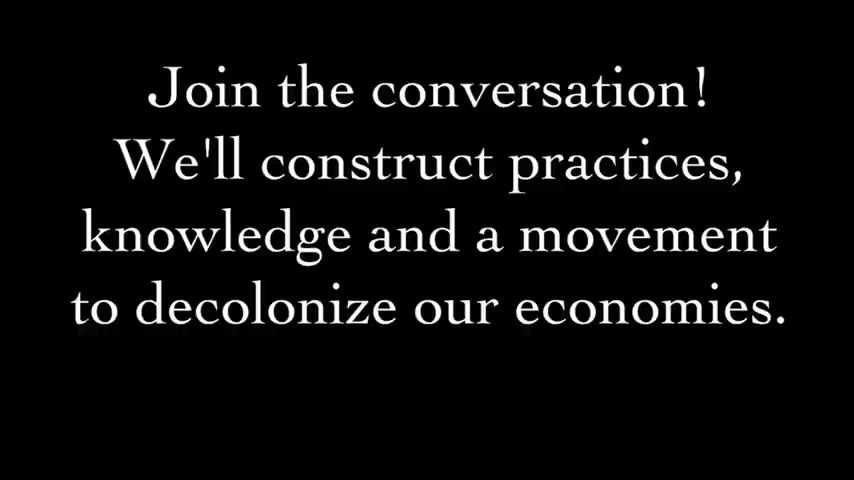 Join the conversation!
We'll construct practices,
knowledge and a movement
to decolonize our economies.